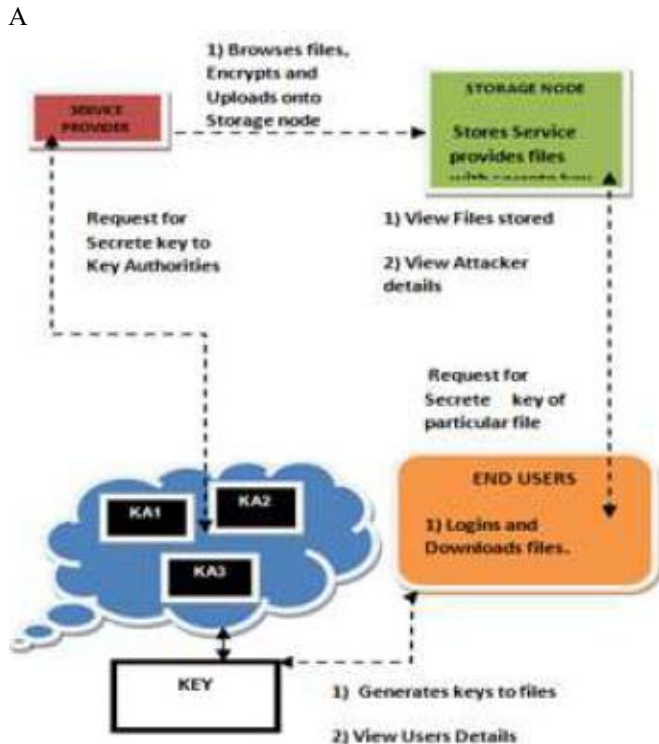 A
1) Browses files,
Encrypts and
Uploads onto
Storage node
SERVICE
PROVIDER
STORAGE NODE
Stores Service
provides files
with secrete key
Request for
Secrete key to
Key Authorities
1) View Files stored
2) View Attacker
details
Request for
Secrete key of
particular file
KA1
KA2
KA3
END USERS
1) Logins and
Downloads files.
KEY
1) Generates keys to files
2) View Users Details